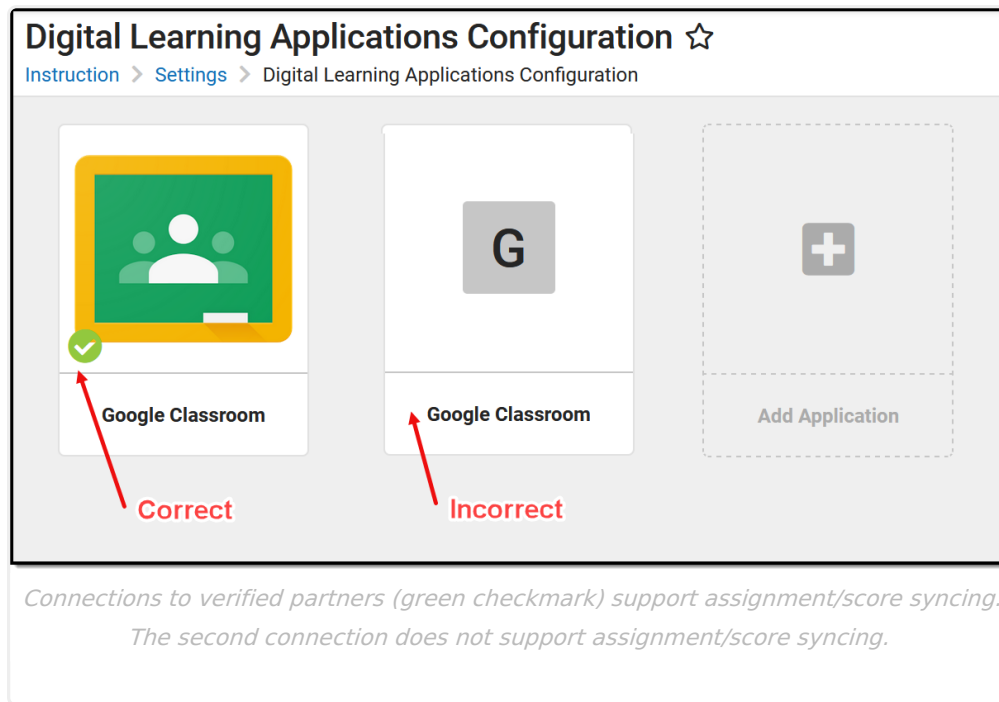 Digital Learning Applications Configuration
Instruction > Settings > Digital Learning Applications Configuration
G
Google Classroom
Google Classroom
Add Application
Correct
Incorrect
Connections to verified partners (green checkmark) support assignment/score syncing.
The second connection does not support assignment/score syncing.